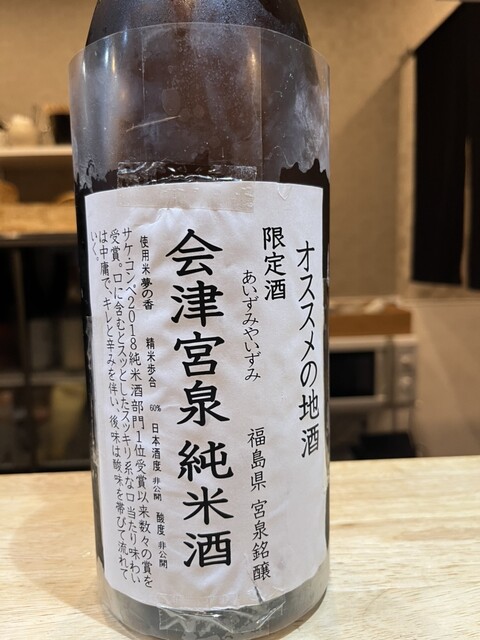 オススメの地酒
限定酒
あいずみやいずみ
福島県 宮泉銘醸
会津宮泉 純米酒
使用米 夢の香 精米歩合 60% 日本酒度 非公開 酸度 非公開
サケ・コンペ2018純米酒部門1位受賞以来数々の賞を
受賞。口に含むとスッとしたスッキリ系な口当たり味わい
は中庸で、キレと辛みを伴い、後味は酸味を帯びて流れて
いく。